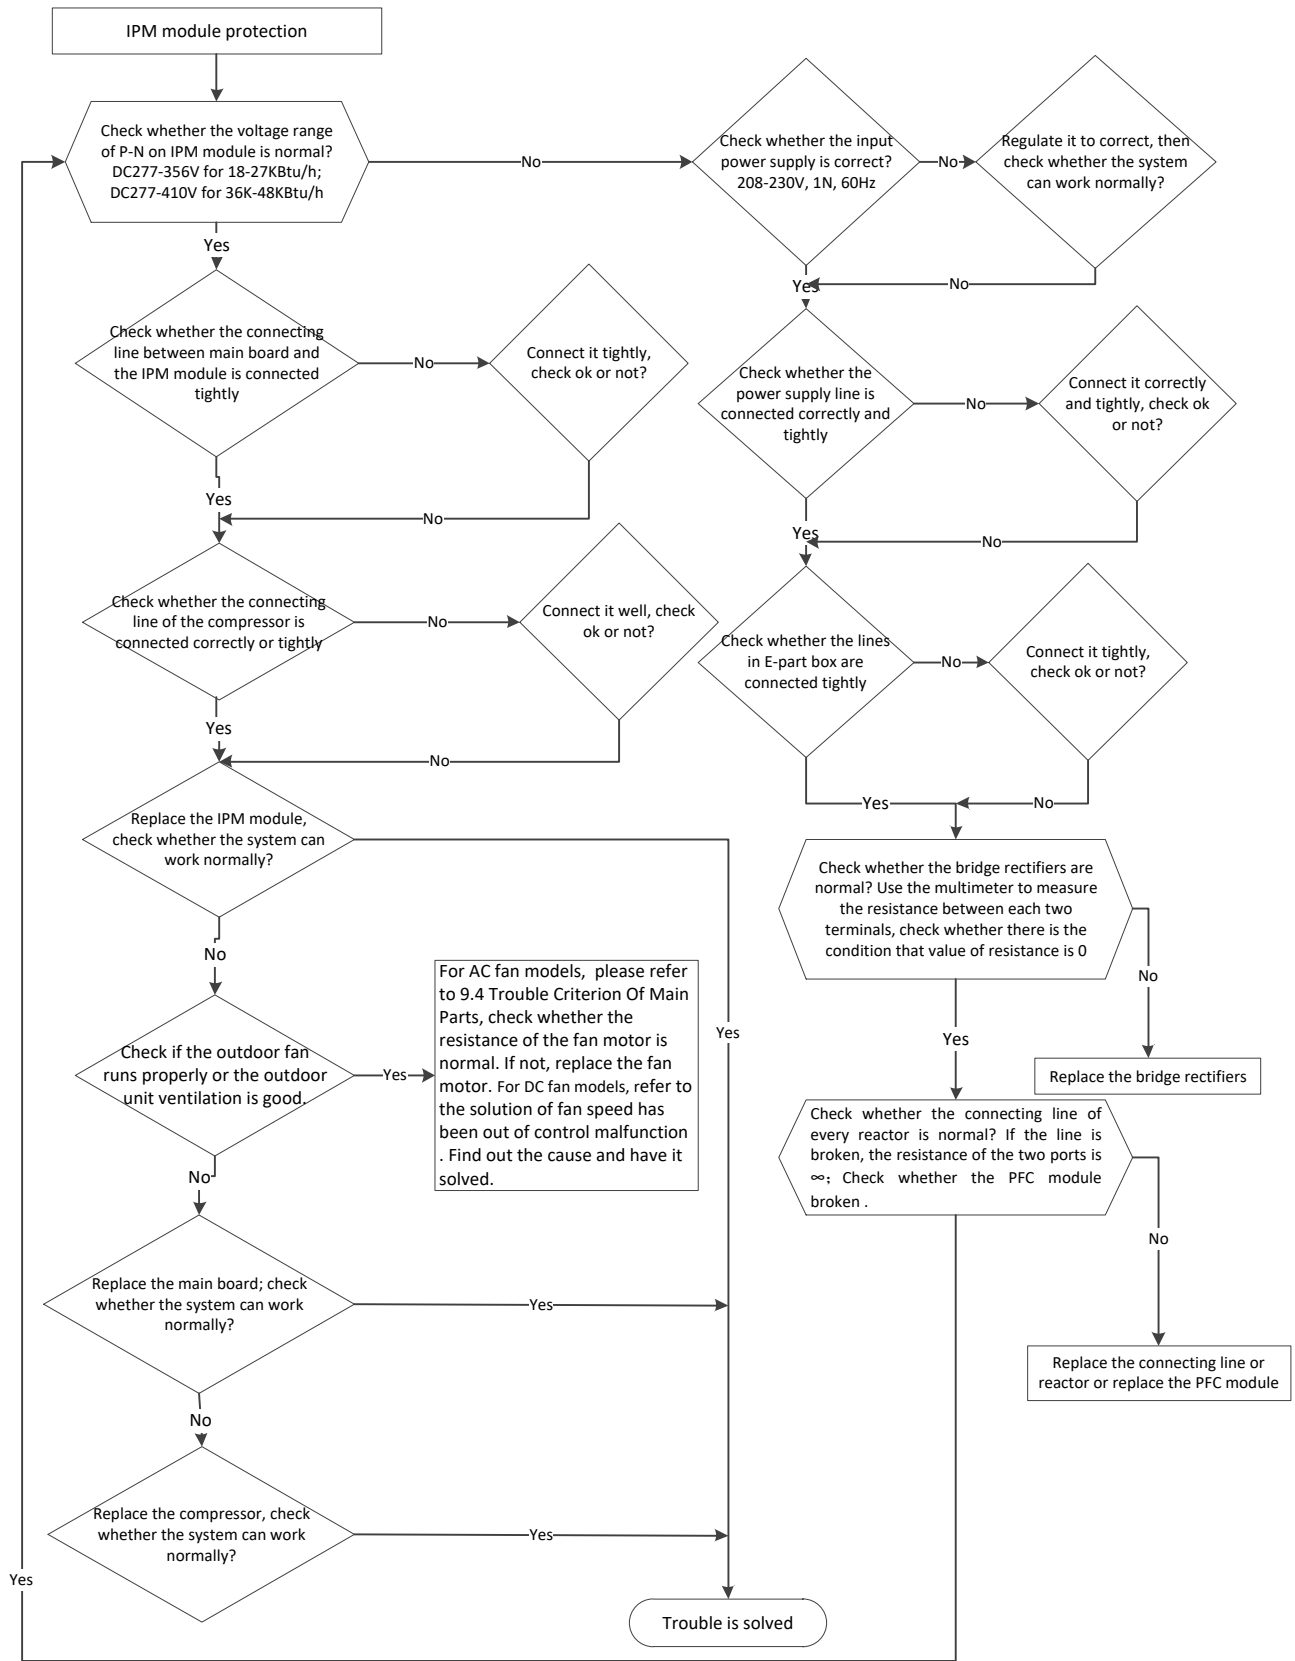 IPM module protection
Check whether the voltage range
of P-N on IPM module is normal?
DC277-356V for 18-27KBtu/h;
DC277-410V for 36K-48KBtu/h
No
Check whether the input
power supply is correct?
208-230V, 1N, 60Hz
No
Regulate it to correct, then
check whether the system
can work normally?
Yes
Yes
No
Check whether the connecting
line between main board and
the IPM module is connected
tightly
No
Connect it tightly,
check ok or not?
Check whether the
power supply line is
connected correctly and
tightly
No
Connect it correctly
and tightly, check ok
or not?
Yes
No
Yes
No
Check whether the connecting
line of the compressor is
connected correctly or tightly
No
Connect it well, check
ok or not?
Check whether the lines
in E-part box are
connected tightly
No
Connect it tightly,
check ok or not?
Yes
No
Yes
No
Replace the IPM module,
check whether the system can
work normally?
Check whether the bridge rectifiers are
normal? Use the multimeter to measure
the resistance between each two
terminals, check whether there is the
condition that value of resistance is 0
No
No
Yes
Yes
Check if the outdoor fan
runs properly or the outdoor
unit ventilation is good.
Yes
For AC fan models, please refer
to 9.4 Trouble Criterion Of Main
Parts, check whether the
resistance of the fan motor is
normal. If not, replace the fan
motor. For DC fan models, refer to
the solution of fan speed has
been out of control malfunction
. Find out the cause and have it
solved.
Replace the bridge rectifiers
Check whether the connecting line of
every reactor is normal? If the line is
broken, the resistance of the two ports is
∞; Check whether the PFC module
broken .
No
No
Replace the main board; check
whether the system can work
normally?
Yes
Replace the connecting line or
reactor or replace the PFC module
No
Replace the compressor, check
whether the system can work
normally?
Yes
Yes
Trouble is solved